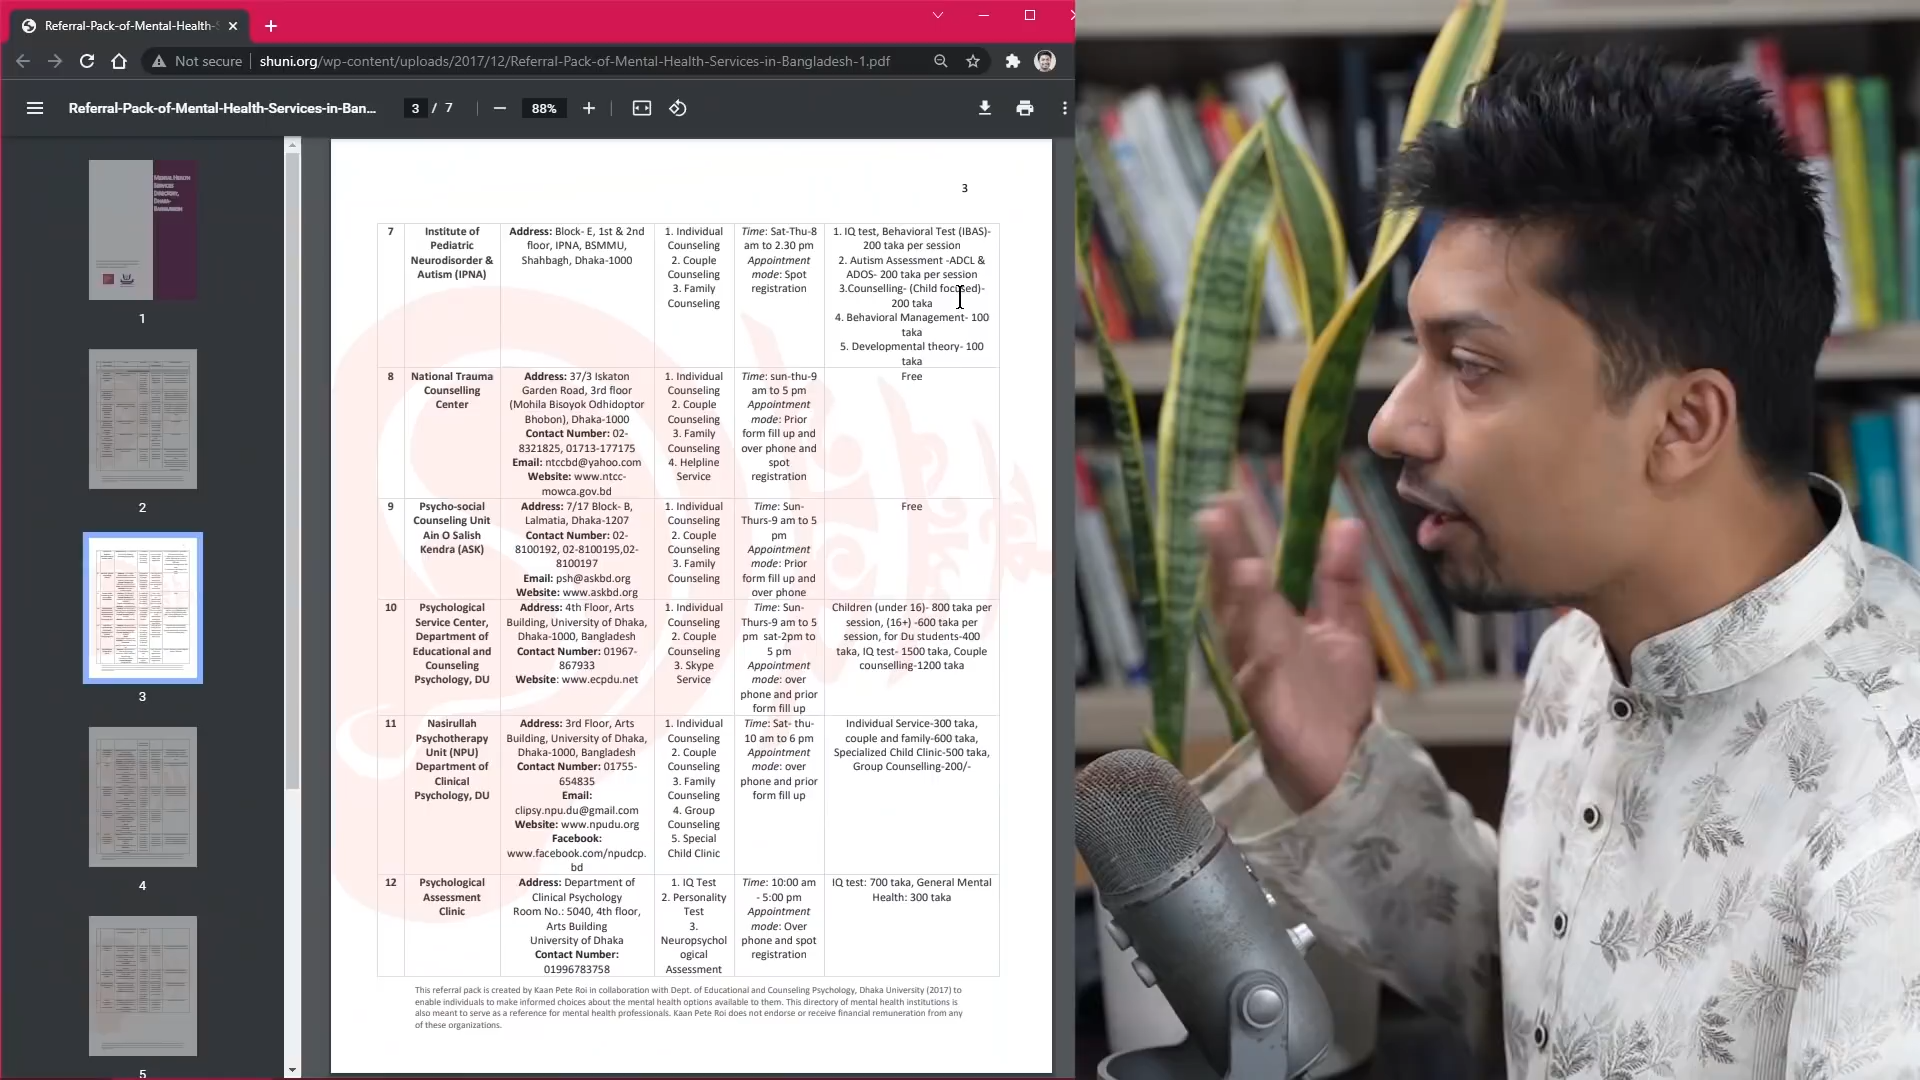 Referral-Pack-of-Mental-Health-S
Not secure
shuni.org/wp-content/uploads/2017/12/Referral-Pack-of-Mental-Health-Services-in-Bangladesh-1.pdf
Referral-Pack-of-Mental-Health-Services-in-Ban...
3 / 7
88%
MENTAL HEALTH
SERVICES
DIRECTORY,
DHAKA-
BANGLADESH
1
2
3
4
5
3
7
Institute of
Pediatric
Neurodisorder &
Autism (IPNA)
Address: Block- E, 1st & 2nd
floor, IPNA, BSMMU,
Shahbagh, Dhaka-1000
1. Individual
Counseling
2. Couple
Counseling
3. Family
Counseling
Time: Sat-Thu-8
am to 2.30 pm
Appointment
mode: Spot
registration
1. IQ test, Behavioral Test (IBAS)-
200 taka per session
2. Autism Assessment -ADCL &
ADOS- 200 taka per session
3.Counselling- (Child focused)-
200 taka
4. Behavioral Management- 100
taka
5. Developmental theory- 100
taka
8
National Trauma
Counselling
Center
Address: 37/3 Iskaton
Garden Road, 3rd floor
(Mohila Bisoyok Odhidoptor
Bhobon), Dhaka-1000
Contact Number: 02-
8321825, 01713-177175
Email: ntccbd@yahoo.com
Website: www.ntcc-
mowca.gov.bd
1. Individual
Counseling
2. Couple
Counseling
3. Family
Counseling
4. Helpline
Service
Time: sun-thu-9
am to 5 pm
Appointment
mode: Prior
form fill up and
over phone and
spot
registration
Free
9
Psycho-social
Counseling Unit
Ain O Salish
Kendra (ASK)
Address: 7/17 Block- B,
Lalmatia, Dhaka-1207
Contact Number: 02-
8100192, 02-8100195,02-
8100197
Email: psh@askbd.org
Website: www.askbd.org
1. Individual
Counseling
2. Couple
Counseling
3. Family
Counseling
Time: Sun-
Thurs-9 am to 5
pm
Appointment
mode: Prior
form fill up and
over phone
Free
10
Psychological
Service Center,
Department of
Educational and
Counseling
Psychology, DU
Address: 4th Floor, Arts
Building, University of Dhaka,
Dhaka-1000, Bangladesh
Contact Number: 01967-
867933
Website: www.ecpdu.net
1. Individual
Counseling
2. Couple
Counseling
3. Skype
Service
Time: Sun-
Thurs-9 am to 5
pm sat-2pm to
5 pm
Appointment
mode: over
phone and prior
form fill up
Children (under 16)- 800 taka per
session, (16+) -600 taka per
session, for Du students-400
taka, IQ test- 1500 taka, Couple
counselling-1200 taka
11
Nasirullah
Psychotherapy
Unit (NPU)
Department of
Clinical
Psychology, DU
Address: 3rd Floor, Arts
Building, University of Dhaka,
Dhaka-1000, Bangladesh
Contact Number: 01755-
654835
Email:
clipsy.npu.du@gmail.com
Website: www.npudu.org
Facebook:
www.facebook.com/npudcp.
bd
1. Individual
Counseling
2. Couple
Counseling
3. Family
Counseling
4. Group
Counseling
5. Special
Child Clinic
Time: Sat- thu-
10 am to 6 pm
Appointment
mode: over
phone and prior
form fill up
Individual Service-300 taka,
couple and family-600 taka,
Specialized Child Clinic-500 taka,
Group Counselling-200/-
12
Psychological
Assessment
Clinic
Address: Department of
Clinical Psychology
Room No.: 5040, 4th floor,
Arts Building
University of Dhaka
Contact Number:
01996783758
1. IQ Test
2. Personality
Test
3.
Neuropsychol
ogical
Assessment
Time: 10:00 am
- 5:00 pm
Appointment
mode: Over
phone and spot
registration
IQ test: 700 taka, General Mental
Health: 300 taka
This referral pack is created by Kaan Pete Roi in collaboration with Dept. of Educational and Counseling Psychology, Dhaka University (2017) to
enable individuals to make informed choices about the mental health options available to them. This directory of mental health institutions is
also meant to serve as a reference for mental health professionals. Kaan Pete Roi does not endorse or receive financial remuneration from any
of these organizations.